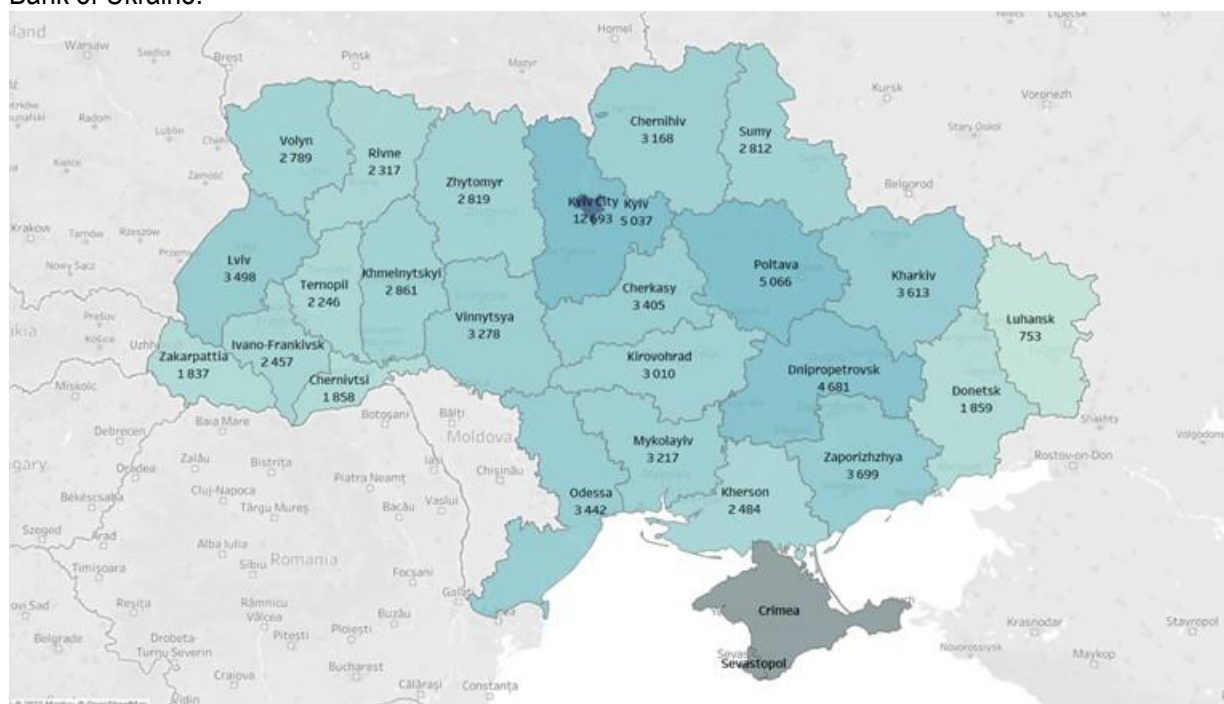 Bank of Ukraine.
Warsaw
Siedlce
Brest
Pinsk
Mazyr
Homel
Lipetsk
Kursk
Voronezh
Stary Oskol
Radom
Lublin
Kielce
Zamość
Belgorod
Volyn
2 789
Rivne
2 317
Zhytomyr
2 819
Kyiv City
12 693
Kyiv
5 037
Chernihiv
3 168
Sumy
2 812
Krakow
Tarnów
Rzeszów
Nowy Sącz
Lviv
3 498
Ternopil
2 246
Khmelnytskyi
2 861
Vinnytsya
3 278
Cherkasy
3 405
Poltava
5 066
Kharkiv
3 613
Luhansk
753
Prešov
Košice
Zakarpattia
1 837
Ivano-Frankivsk
2 457
Chernivtsi
1 858
Kirovohrad
3 010
Dnipropetrovsk
4 681
Donetsk
1 859
Miskolc
Debrecen
Baia Mare
Botoșani
Bălți
Moldova
Shakhty
Rostov-on-Don
Oradea
Zalău
Bistrița
Piatra Neamț
Iași
Chișinău
Mykolayiv
3 217
Zaporizhzhya
3 699
Békéscsaba
Cluj-Napoca
Târgu Mureș
Bacău
Vaslui
Odessa
3 442
Kherson
2 484
Szeged
Arad
Alba Iulia
Sibiu
Romania
Focșani
Timișoara
Galați
Reșița
Râmnicu
Vâlcea
Pitești
Ploiești
Buzău
Crimea
Sevastopol
Krasnodar
Stavropol
Belgrade
Drobeta-
Turnu Severin
Craiova
Bucharest
Călărași
Constanța
Novorossiysk
Maykop
Vidin